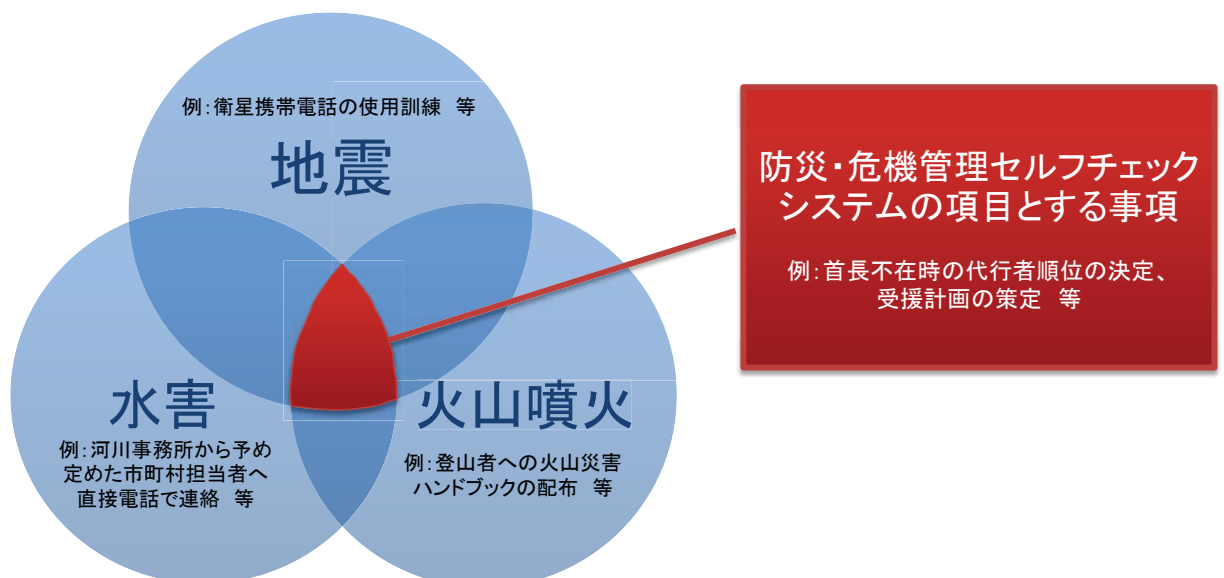 例：衛星携帯電話の使用訓練　等
地震
防災・危機管理セルフチェック
システムの項目とする事項
例：首長不在時の代行者順位の決定、
受援計画の策定　等
水害
例：河川事務所から予め
定めた市町村担当者へ
直接電話で連絡　等
火山噴火
例：登山者への火山災害
ハンドブックの配布　等